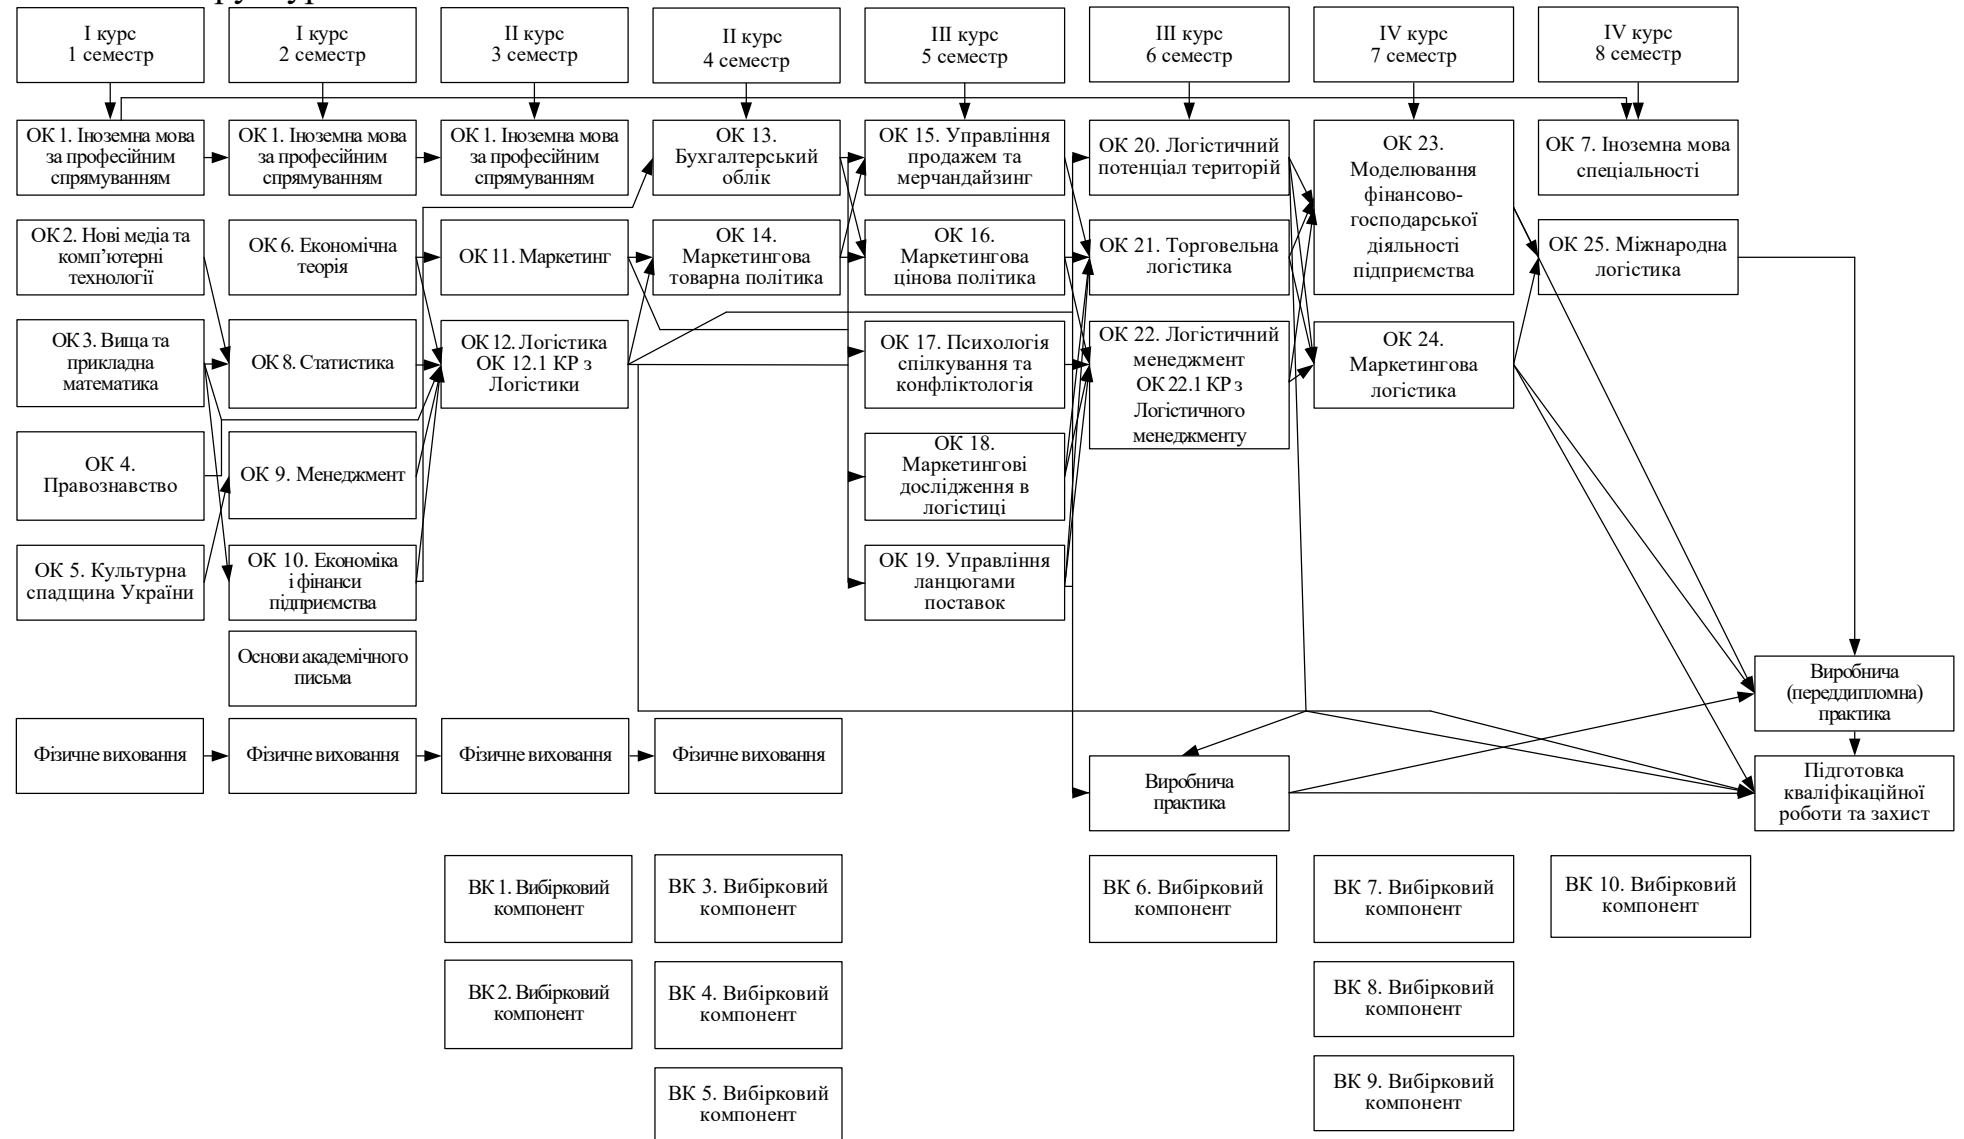 I курс
1 семестр
I курс
2 семестр
II курс
3 семестр
II курс
4 семестр
III курс
5 семестр
III курс
6 семестр
IV курс
7 семестр
IV курс
8 семестр
ОК 1. Іноземна мова
за професійним
спрямуванням
ОК 1. Іноземна мова
за професійним
спрямуванням
ОК 1. Іноземна мова
за професійним
спрямуванням
ОК 13.
Бухгалтерський
облік
ОК 15. Управління
продажем та
мерчандайзинг
ОК 20. Логістичний
потенціал територій
ОК 23.
Моделювання
фінансово-
господарської
діяльності
підприємства
ОК 7. Іноземна мова
спеціальності
ОК 2. Нові медіа та
комп’ютерні
технології
ОК 6. Економічна
теорія
ОК 11. Маркетинг
ОК 14.
Маркетингова
товарна політика
ОК 16.
Маркетингова
цінова політика
ОК 21. Торговельна
логістика
ОК 25. Міжнародна
логістика
ОК 3. Вища та
прикладна
математика
ОК 8. Статистика
ОК 12. Логістика
ОК 12.1 КР з
Логістики
ОК 17. Психологія
спілкування та
конфліктологія
ОК 22. Логістичний
менеджмент
ОК 22.1 КР з
Логістичного
менеджменту
ОК 24.
Маркетингова
логістика
ОК 4.
Правознавство
ОК 9. Менеджмент
ОК 18.
Маркетингові
дослідження в
логістиці
ОК 5. Культурна
спадщина України
ОК 10. Економіка
і фінанси
підприємства
ОК 19. Управління
ланцюгами
поставок
Основи академічного
письма
Виробнича
(переддипломна)
практика
Фізичне виховання
Фізичне виховання
Фізичне виховання
Фізичне виховання
Виробнича
практика
Підготовка
кваліфікаційної
роботи та захист
ВК 1. Вибірковий
компонент
ВК 3. Вибірковий
компонент
ВК 6. Вибірковий
компонент
ВК 7. Вибірковий
компонент
ВК 10. Вибірковий
компонент
ВК 2. Вибірковий
компонент
ВК 4. Вибірковий
компонент
ВК 8. Вибірковий
компонент
ВК 5. Вибірковий
компонент
ВК 9. Вибірковий
компонент